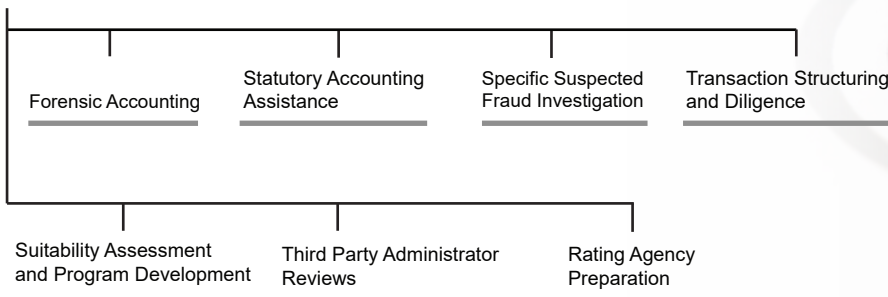 Forensic Accounting
Statutory Accounting
Assistance
Specific Suspected
Fraud Investigation
Transaction Structuring
and Diligence
Suitability Assessment
and Program Development
Third Party Administrator
Reviews
Rating Agency
Preparation